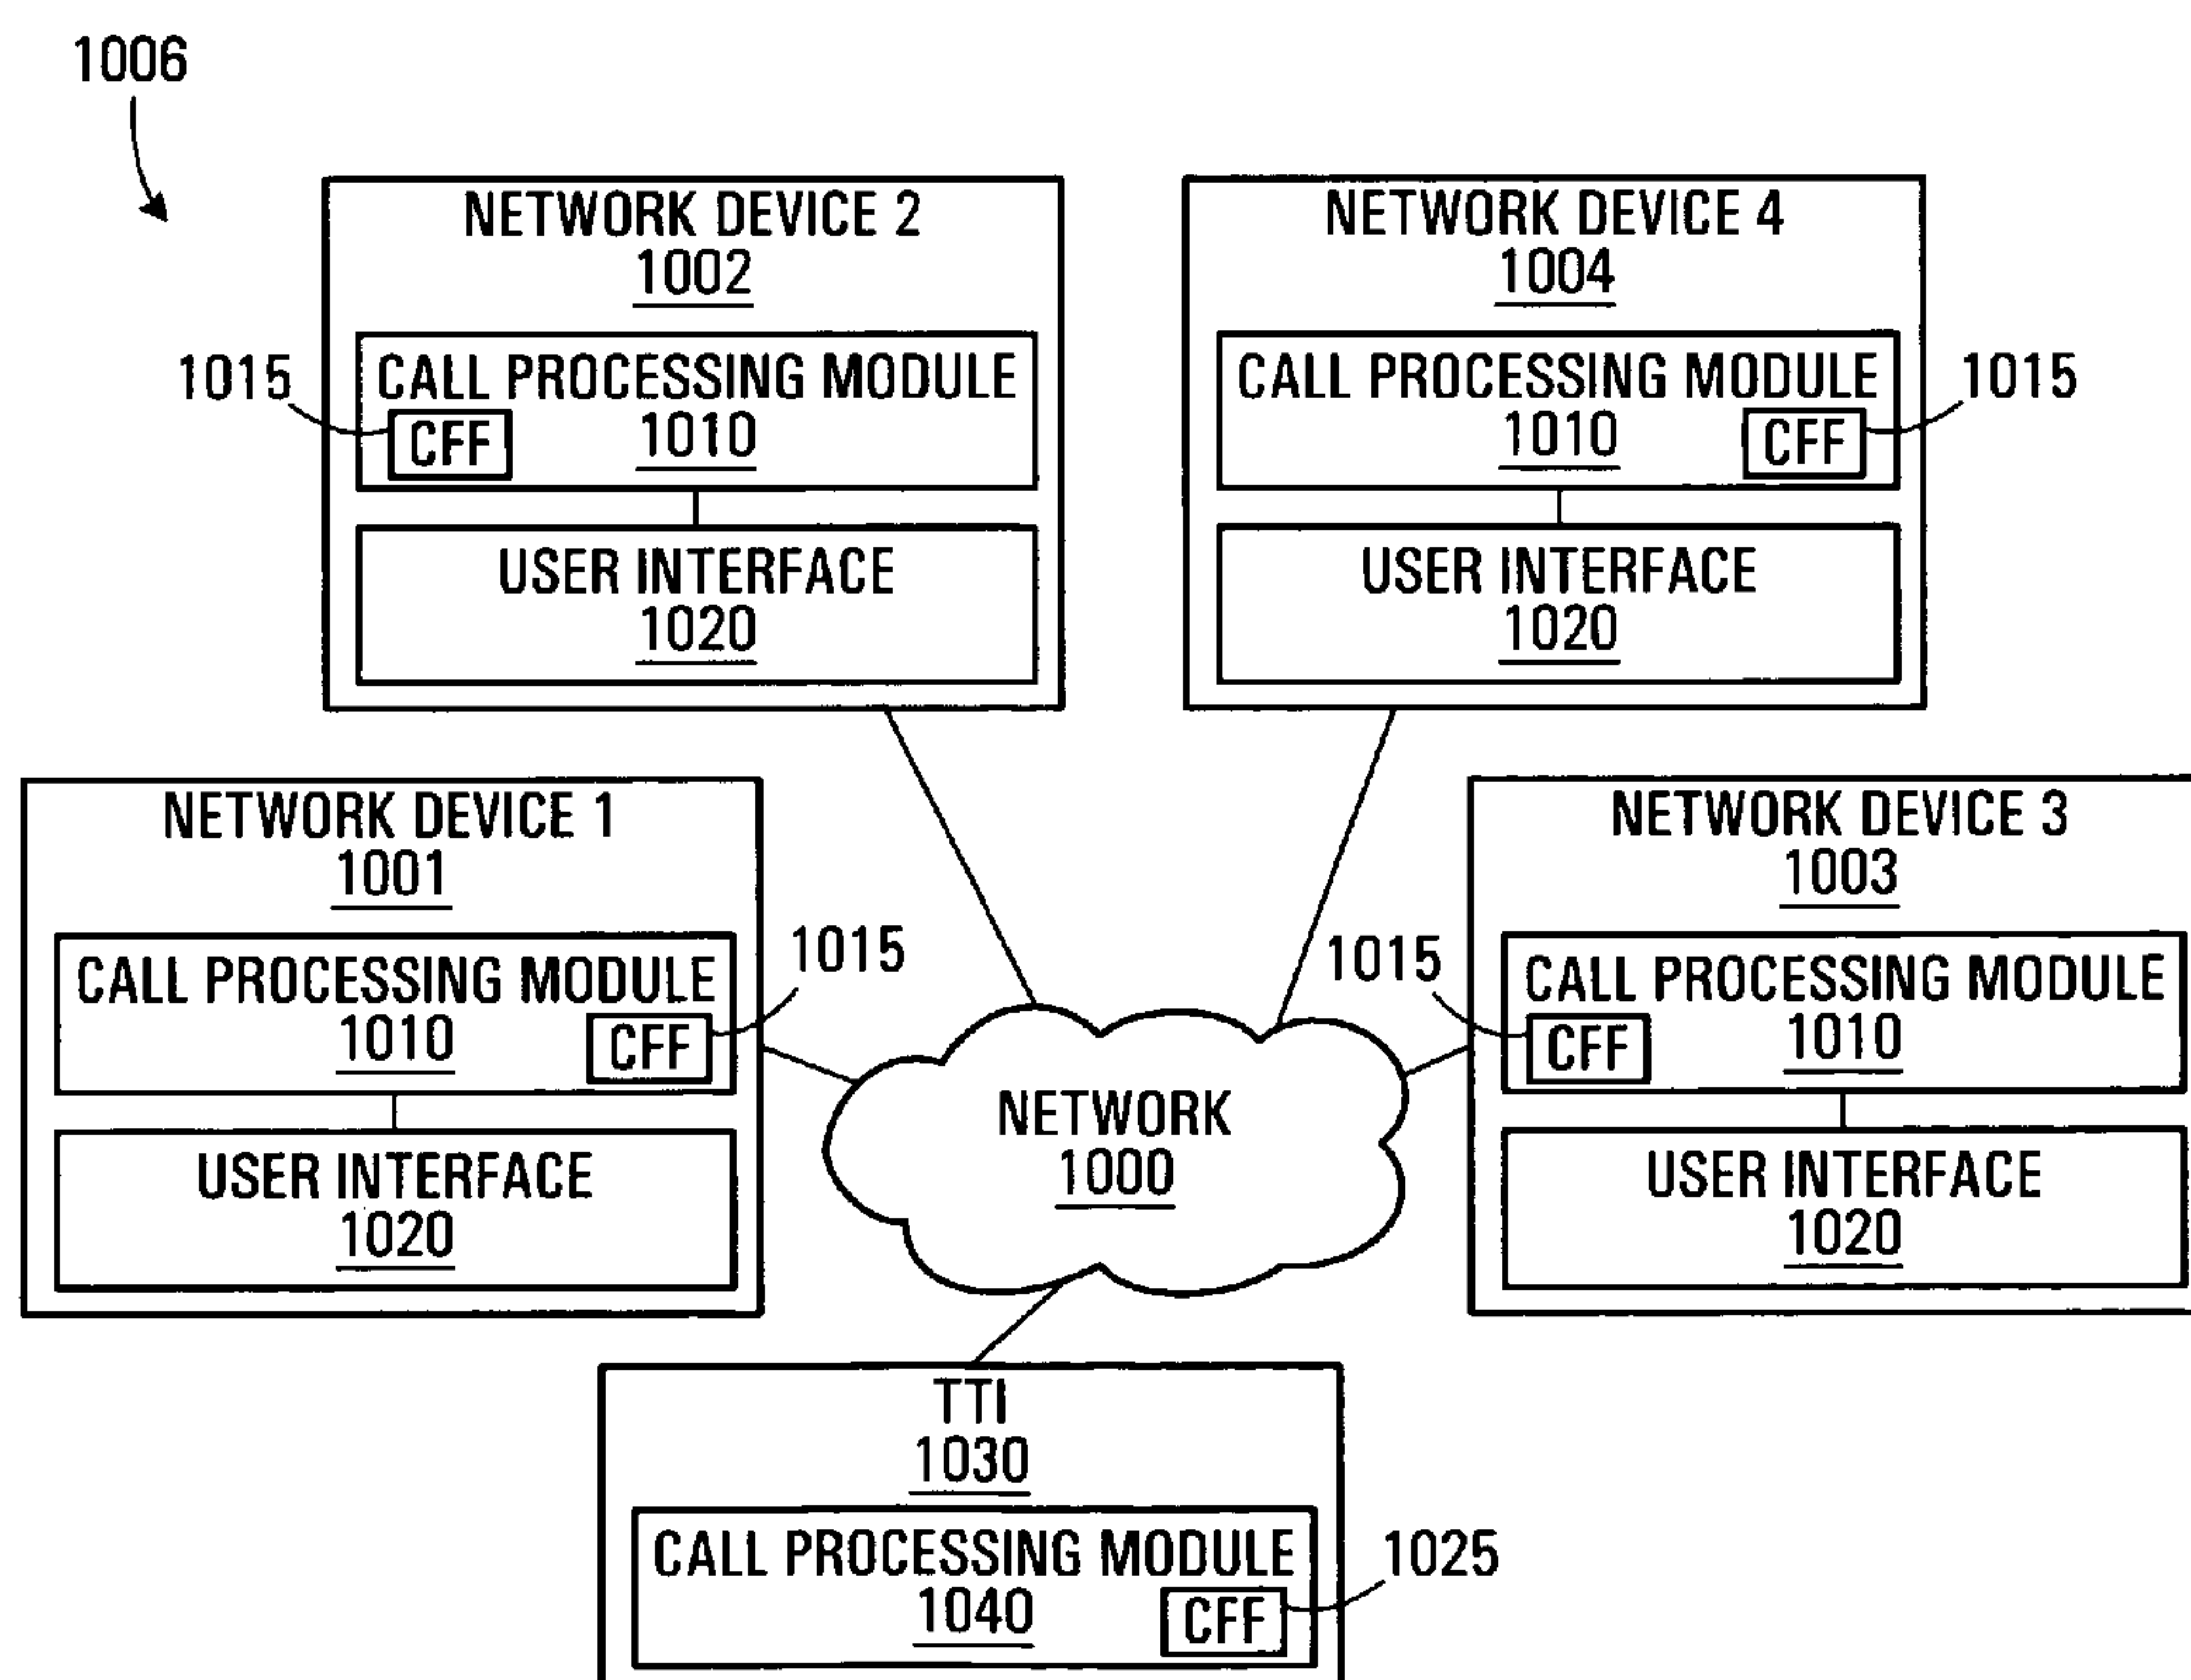 1006
NETWORK DEVICE 2
1002
1015
CALL PROCESSING MODULE
CFF
1010
USER INTERFACE
1020
NETWORK DEVICE 4
1004
CALL PROCESSING MODULE
1015
1010
CFF
USER INTERFACE
1020
NETWORK DEVICE 1
1001
1015
CALL PROCESSING MODULE
1010
CFF
USER INTERFACE
1020
NETWORK DEVICE 3
1003
1015
CALL PROCESSING MODULE
CFF
1010
USER INTERFACE
1020
NETWORK
1000
TTI
1030
CALL PROCESSING MODULE
1025
1040
CFF